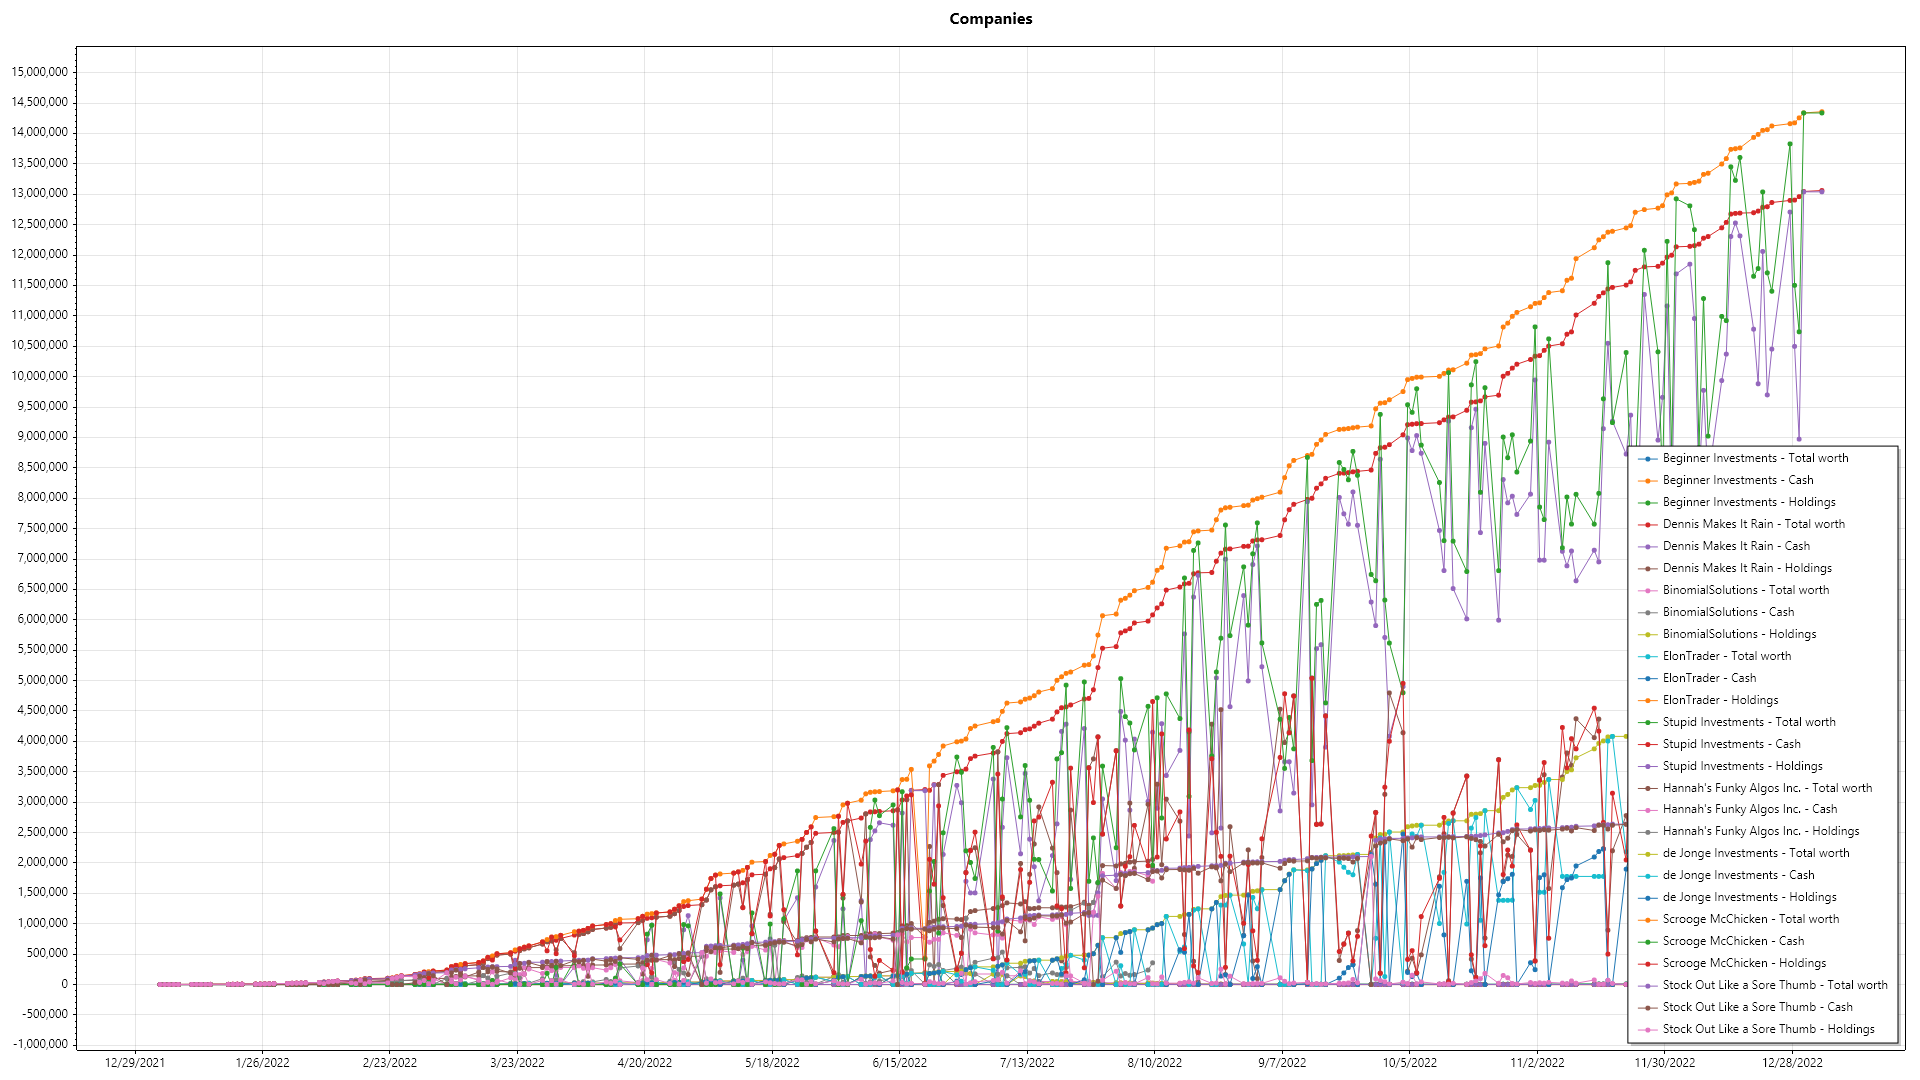 Companies
15,000,000
14,500,000
14,000,000
13,500,000
13,000,000
12,500,000
12,000,000
11,500,000
11,000,000
10,500,000
10,000,000
9,500,000
9,000,000
8,500,000
8,000,000
7,500,000
7,000,000
6,500,000
6,000,000
5,500,000
5,000,000
4,500,000
4,000,000
3,500,000
3,000,000
2,500,000
2,000,000
1,500,000
1,000,000
500,000
0
-500,000
-1,000,000
Beginner Investments - Total worth
Beginner Investments - Cash
Beginner Investments - Holdings
Dennis Makes It Rain - Total worth
Dennis Makes It Rain - Cash
Dennis Makes It Rain - Holdings
BinomialSolutions - Total worth
BinomialSolutions - Cash
BinomialSolutions - Holdings
ElonTrader - Total worth
ElonTrader - Cash
ElonTrader - Holdings
Stupid Investments - Total worth
Stupid Investments - Cash
Stupid Investments - Holdings
Hannah's Funky Algos Inc. - Total worth
Hannah's Funky Algos Inc. - Cash
Hannah's Funky Algos Inc. - Holdings
de Jonge Investments - Total worth
de Jonge Investments - Cash
de Jonge Investments - Holdings
Scrooge McChicken - Total worth
Scrooge McChicken - Cash
Scrooge McChicken - Holdings
Stock Out Like a Sore Thumb - Total worth
Stock Out Like a Sore Thumb - Cash
Stock Out Like a Sore Thumb - Holdings
12/29/2021 1/26/2022 2/23/2022 3/23/2022 4/20/2022 5/18/2022 6/15/2022 7/13/2022 8/10/2022 9/7/2022 10/5/2022 11/2/2022 11/30/2022 12/28/2022